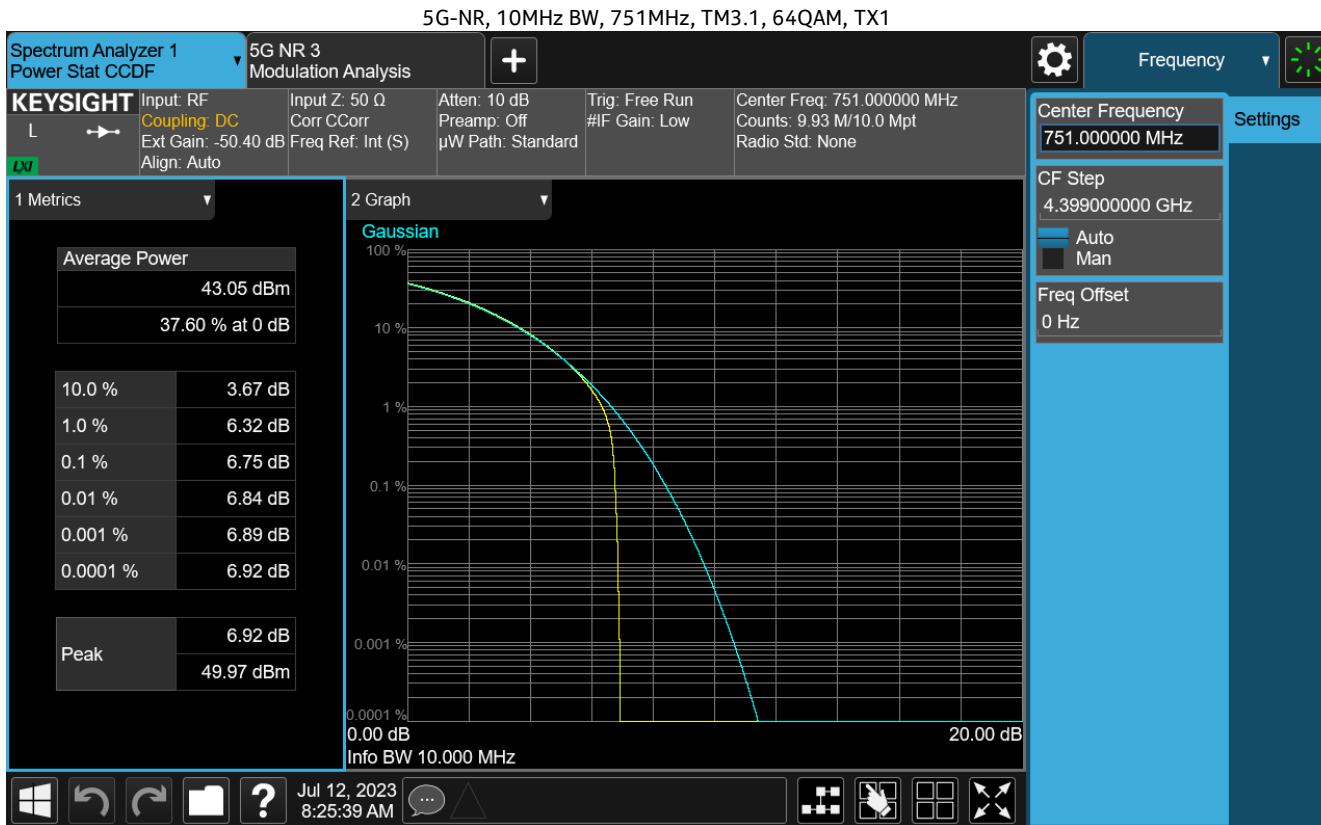 5G-NR, 10MHz BW, 751MHz, TM3.1, 64QAM, TX1
Spectrum Analyzer 1
Power Stat CCDF
5G NR 3
Modulation Analysis
Frequency
KEYSIGHT
L
LXI
Input: RF
Coupling: DC
Ext Gain: -50.40 dB
Align: Auto
Input Z: 50 Ω
Corr CCorr
Freq Ref: Int (S)
Atten: 10 dB
Preamp: Off
µW Path: Standard
Trig: Free Run
#IF Gain: Low
Center Freq: 751.000000 MHz
Counts: 9.93 M/10.0 Mpt
Radio Std: None
Center Frequency
751.000000 MHz
Settings
CF Step
4.399000000 GHz
Auto
Man
Freq Offset
0 Hz
1 Metrics
Average Power
43.05 dBm
37.60 % at 0 dB
10.0 % 3.67 dB
1.0 % 6.32 dB
0.1 % 6.75 dB
0.01 % 6.84 dB
0.001 % 6.89 dB
0.0001 % 6.92 dB
Peak
6.92 dB
49.97 dBm
2 Graph
Gaussian
100 %
10 %
1 %
0.1 %
0.01 %
0.001 %
0.0001 %
0.00 dB
20.00 dB
Info BW 10.000 MHz
Jul 12, 2023
8:25:39 AM